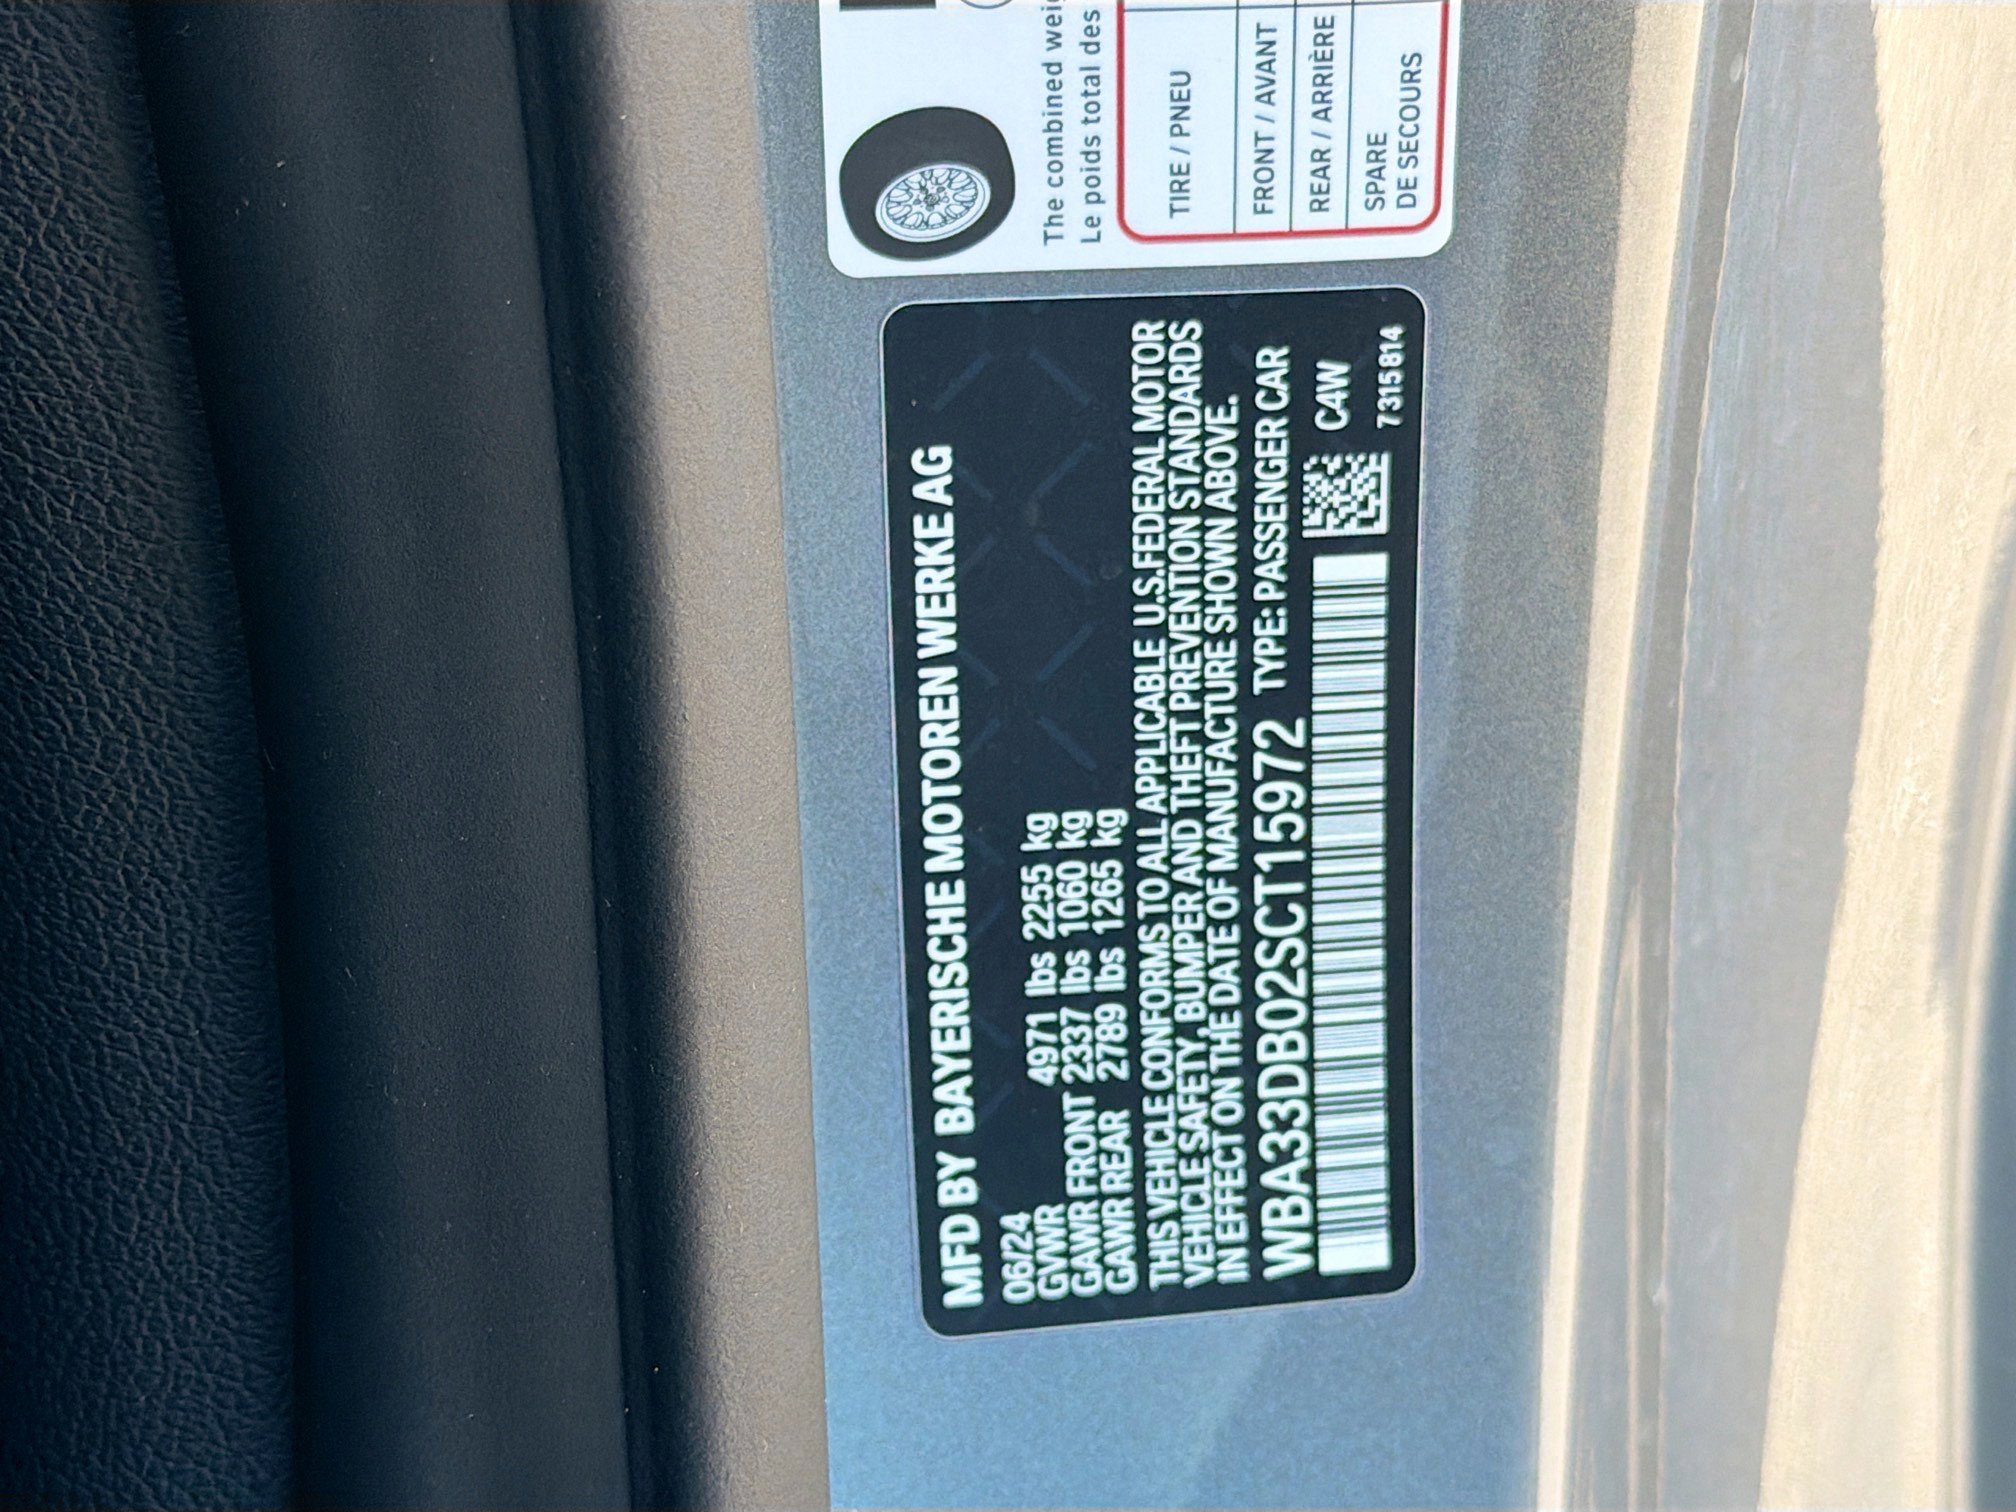 MFD BY BAYERISCHE MOTOREN WERKE AG
06/24
GVWR 4971 lbs 2255 kg
GAWR FRONT 2337 lbs 1060 kg
GAWR REAR 2789 lbs 1265 kg
THIS VEHICLE CONFORMS TO ALL APPLICABLE U.S.FEDERAL MOTOR
VEHICLE SAFETY, BUMPER AND THEFT PREVENTION STANDARDS
IN EFFECT ON THE DATE OF MANUFACTURE SHOWN ABOVE.
WBA33DB02SCT15972 TYPE: PASSENGER CAR
C4W
7315814
The combined
Le poids total des
TIRE / PNEU
FRONT / AVANT
REAR / ARRIÈRE
SPARE
DE SECOURS